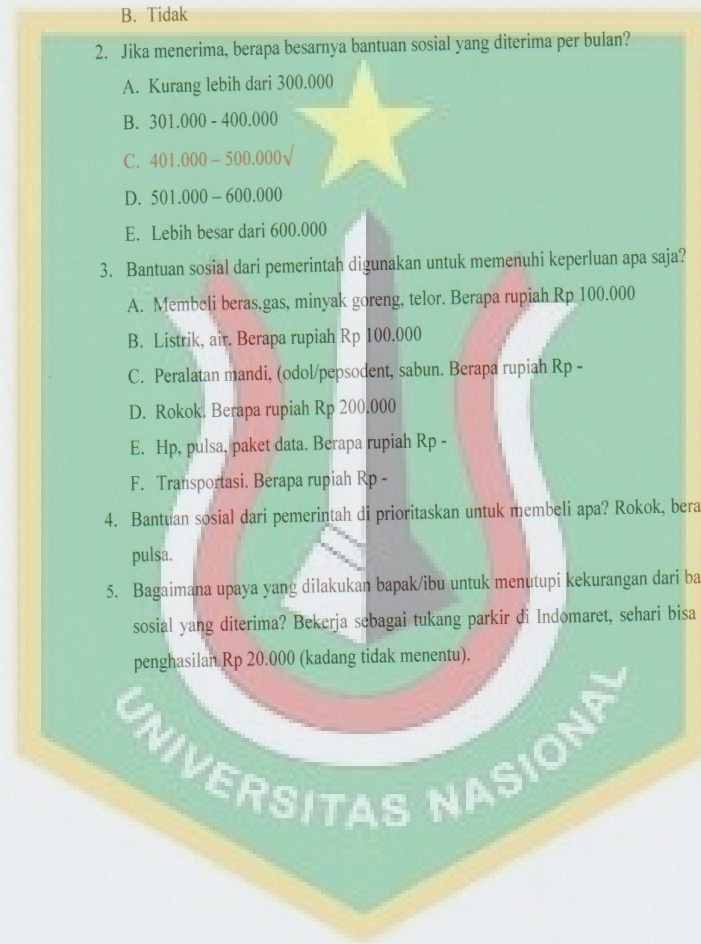 B. Tidak
2. Jika menerima, berapa besarnya bantuan sosial yang diterima per bulan?
A. Kurang lebih dari 300.000
B. 301.000 - 400.000
C. 401.000 – 500.000√
D. 501.000 – 600.000
E. Lebih besar dari 600.000
3. Bantuan sosial dari pemerintah digunakan untuk memenuhi keperluan apa saja?
A. Membeli beras,gas, minyak goreng, telor. Berapa rupiah Rp 100.000
B. Listrik, air. Berapa rupiah Rp 100.000
C. Peralatan mandi, (odol/pepsodent, sabun. Berapa rupiah Rp -
D. Rokok. Berapa rupiah Rp 200.000
E. Hp, pulsa, paket data. Berapa rupiah Rp -
F. Transportasi. Berapa rupiah Rp -
4. Bantuan sosial dari pemerintah di prioritaskan untuk membeli apa? Rokok, bera
pulsa.
5. Bagaimana upaya yang dilakukan bapak/ibu untuk menutupi kekurangan dari ba
sosial yang diterima? Bekerja sebagai tukang parkir di Indomaret, sehari bisa
penghasilan Rp 20.000 (kadang tidak menentu).
UNIVERSITAS NASIONAL